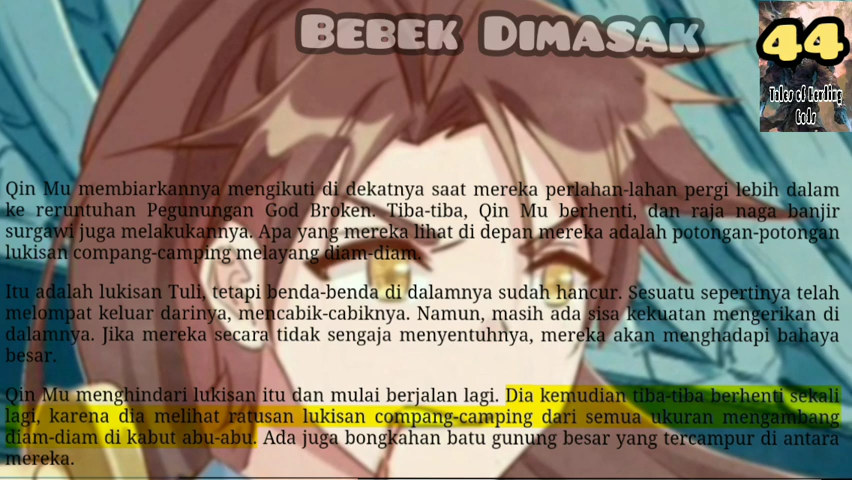 BEBEK DIMASAK
44
Tales of Herding
Gods
Qin Mu membiarkannya mengikuti di dekatnya saat mereka perlahan-lahan pergi lebih dalam
ke reruntuhan Pegunungan God Broken. Tiba-tiba, Qin Mu berhenti, dan raja naga banjir
surgawi juga melakukannya. Apa yang mereka lihat di depan mereka adalah potongan-potongan
lukisan compang-camping melayang diam-diam.
Itu adalah lukisan Tuli, tetapi benda-benda di dalamnya sudah hancur. Sesuatu sepertinya telah
melompat keluar darinya, mencabik-cabiknya. Namun, masih ada sisa kekuatan mengerikan di
dalamnya. Jika mereka secara tidak sengaja menyentuhnya, mereka akan menghadapi bahaya
besar.
Qin Mu menghindari lukisan itu dan mulai berjalan lagi. Dia kemudian tiba-tiba berhenti sekali
lagi, karena dia melihat ratusan lukisan compang-camping dari semua ukuran mengambang
diam-diam di kabut abu-abu. Ada juga bongkahan batu gunung besar yang tercampur di antara
mereka.